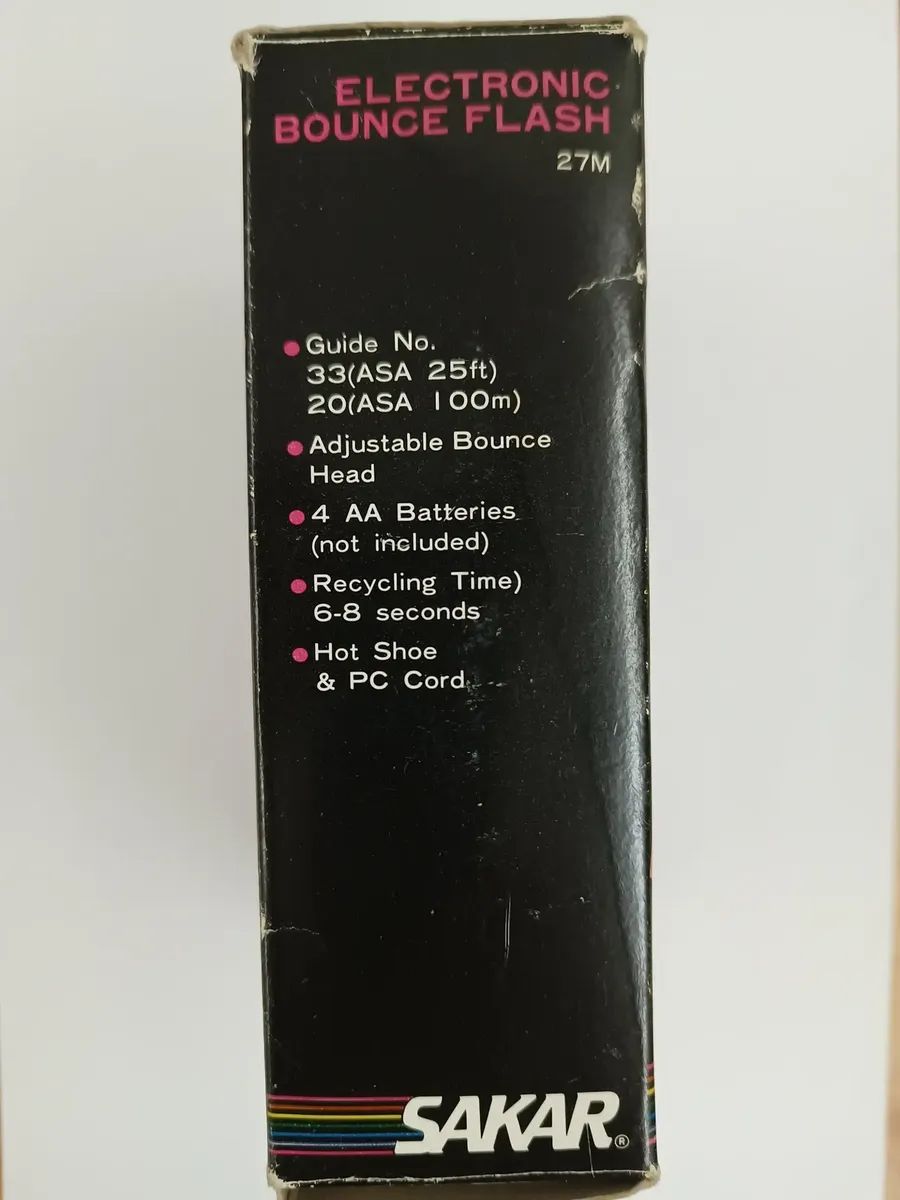 ELECTRONIC
BOUNCE FLASH
27M
• Guide No.
33(ASA 25ft)
20(ASA 100m)
• Adjustable Bounce
Head
• 4 AA Batteries
(not included)
• Recycling Time)
6-8 seconds
• Hot Shoe
& PC Cord
SAKAR®